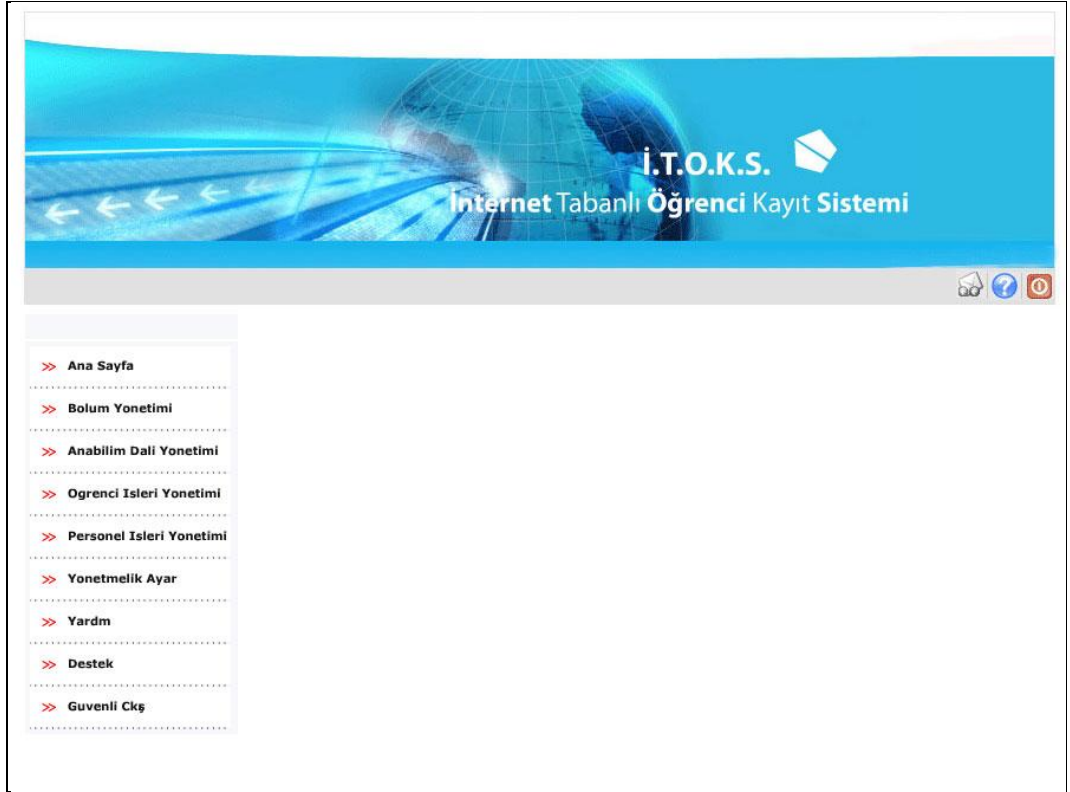 İ.T.O.K.S.
İnternet Tabanlı Öğrenci Kayıt Sistemi
Ana Sayfa
Bolum Yonetimi
Anabilim Dali Yonetimi
Ogrenci Isleri Yonetimi
Personel Isleri Yonetimi
Yonetmelik Ayar
Yardm
Destek
Guvenli Ckş